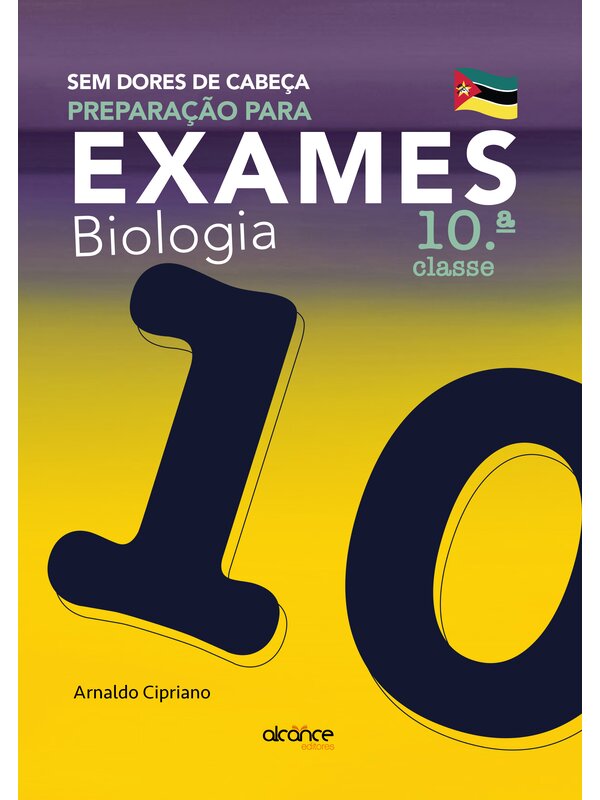 SEM DORES DE CABEÇA
PREPARAÇÃO PARA
EXAMES
Biologia
10.ª
classe
10
Arnaldo Cipriano
alcance
editores